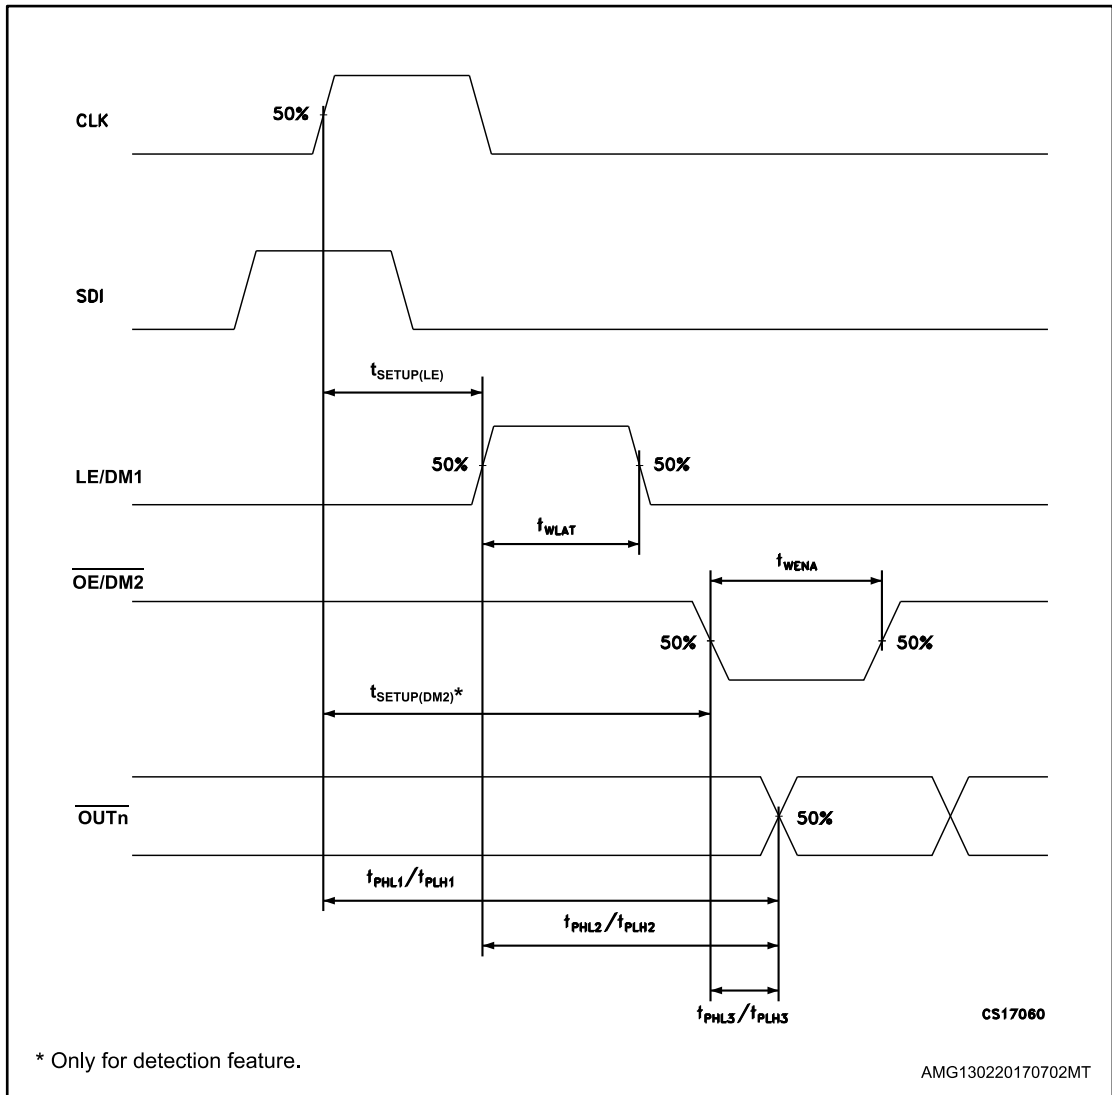 50%
CLK
SDI
tSETUP(LE)
LE/DM1
50%
50%
tWLAT
OE/DM2
tWENA
50%
50%
tSETUP(DM2)*
OUTn
50%
tPHL1/tPLH1
tPHL2/tPLH2
tPHL3/tPLH3
CS17060
* Only for detection feature.
AMG130220170702MT